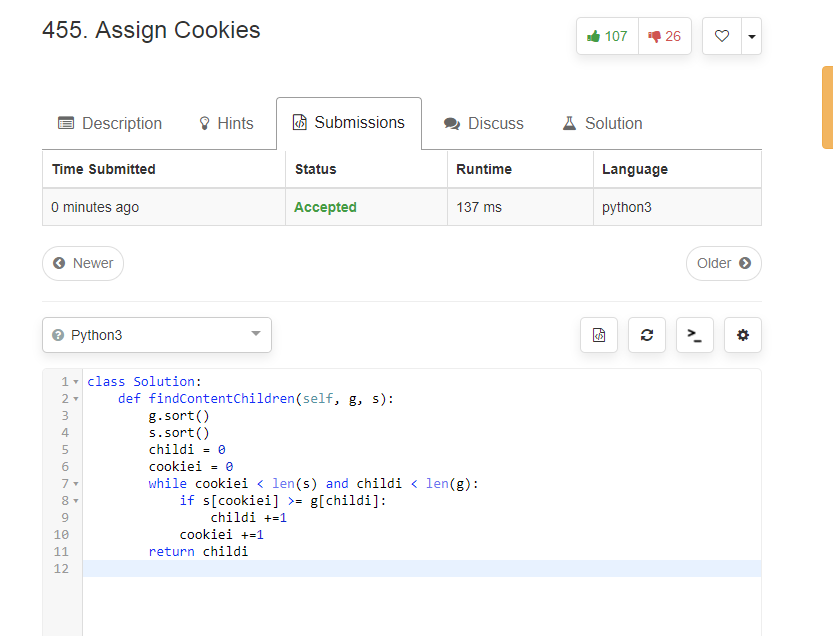 455. Assign Cookies
107
26
Description
Hints
Submissions
Discuss
Solution
Time Submitted Status Runtime Language
0 minutes ago Accepted 137 ms python3
Newer
Older
Python3
1 class Solution:
2     def findContentChildren(self, g, s):
3         g.sort()
4         s.sort()
5         childi = 0
6         cookiei = 0
7         while cookiei < len(s) and childi < len(g):
8             if s[cookiei] >= g[childi]:
9                 childi +=1
10             cookiei +=1
11         return childi
12